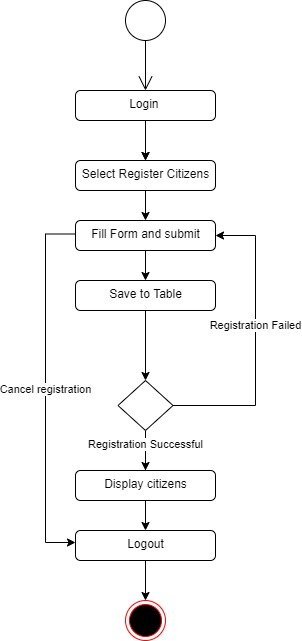 Login
Select Register Citizens
Fill Form and submit
Save to Table
Registration Failed
Cancel registration
Registration Successful
Display citizens
Logout